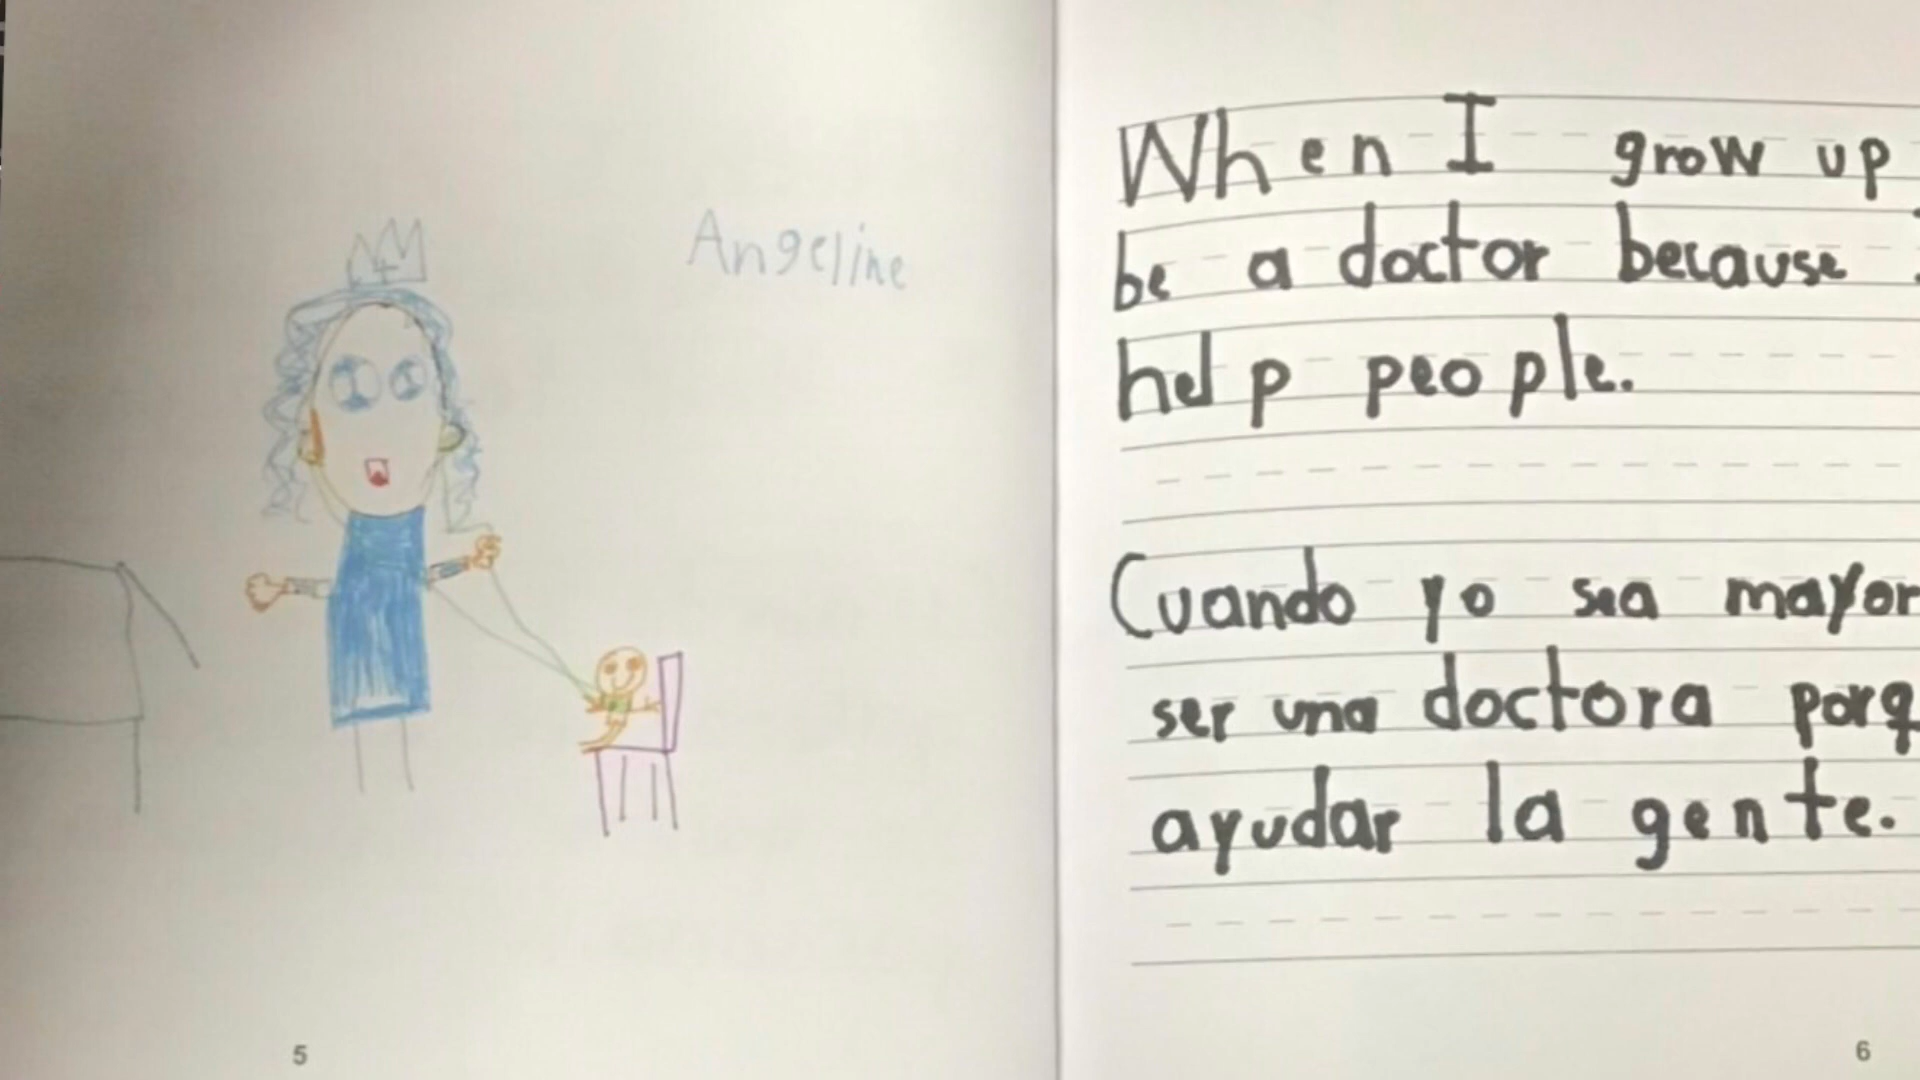 Angeline
When I grow up
be a doctor because
help people.
Cuando yo sea mayor
ser una doctora porq
ayudar la gente.
5
6